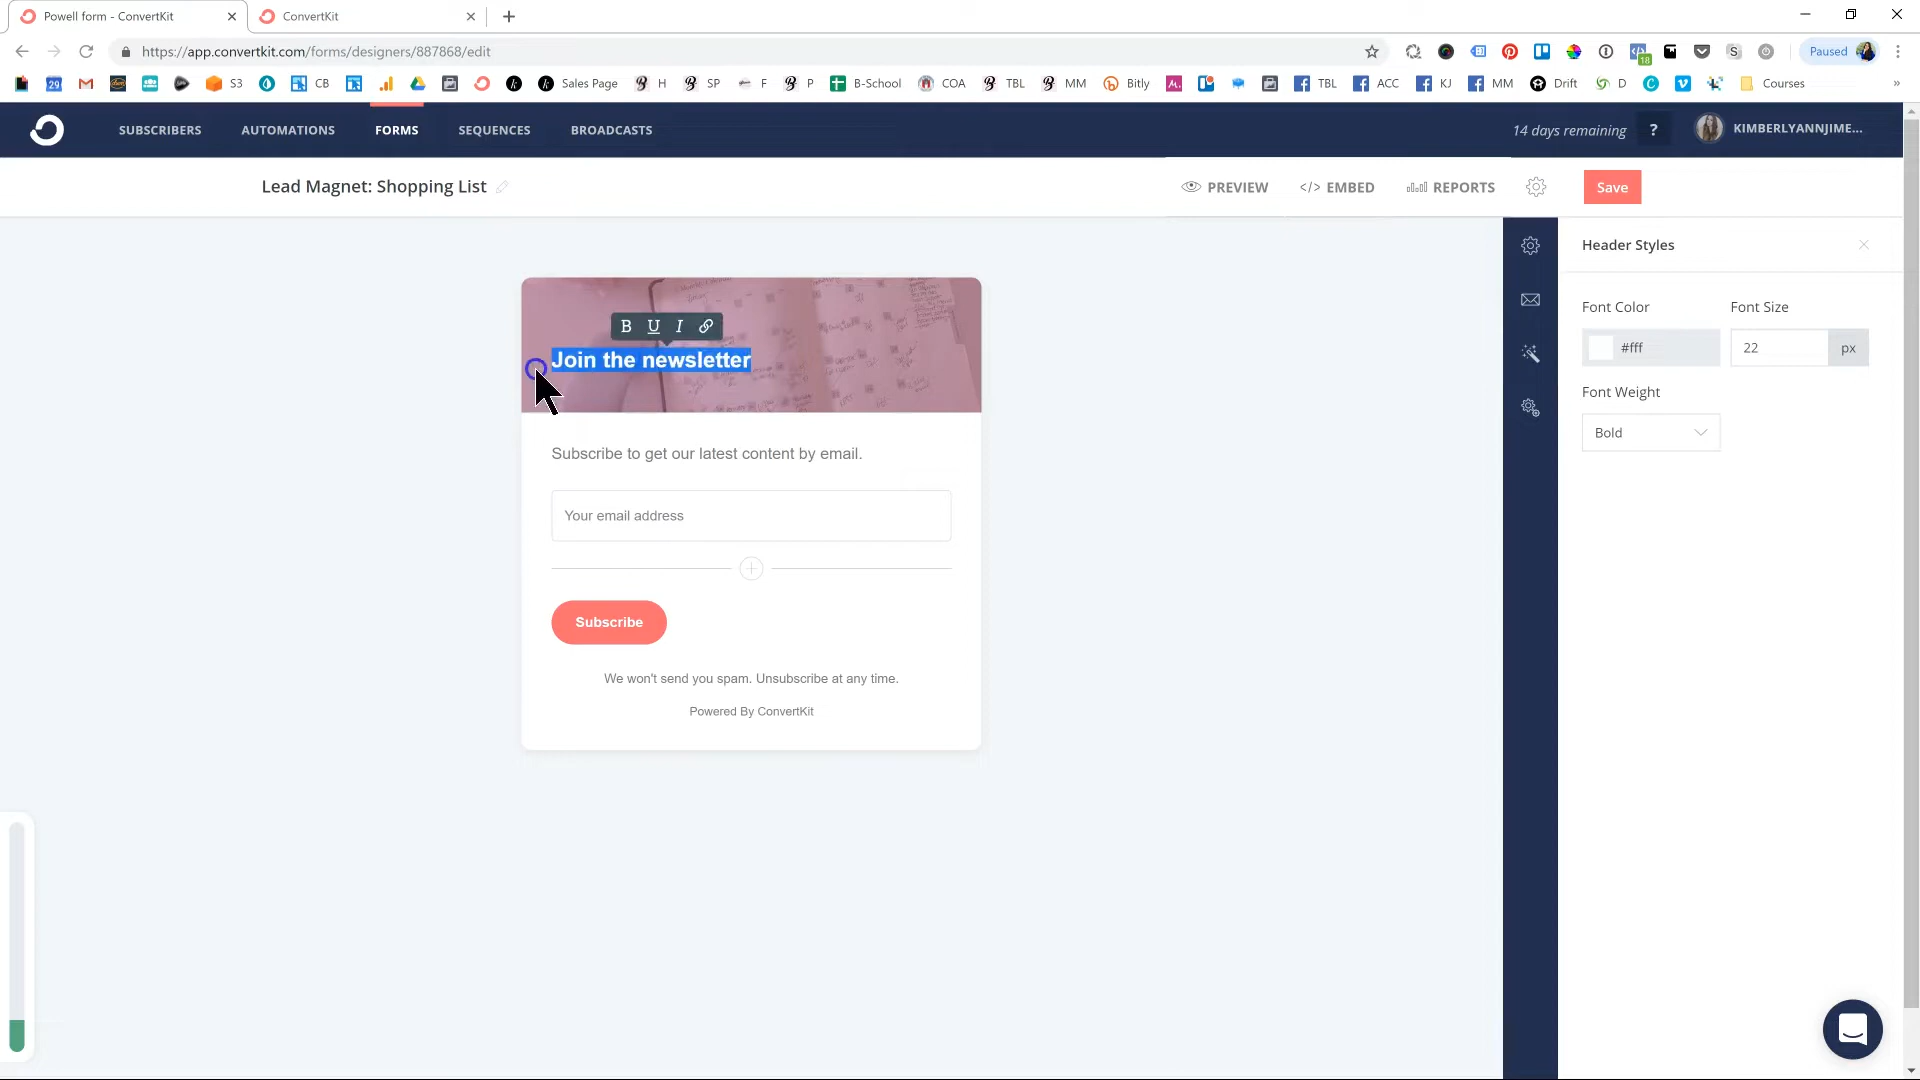 Powell form - ConvertKit
ConvertKit
https://app.convertkit.com/forms/designers/887868/edit
18
Paused
29
S3
CB
Sales Page
H
SP
F
P
B-School
COA
TBL
MM
Bitly
TBL
ACC
KJ
MM
Drift
D
Courses
»
SUBSCRIBERS
AUTOMATIONS
FORMS
SEQUENCES
BROADCASTS
14 days remaining
?
KIMBERLYANNJIME...
Lead Magnet: Shopping List
PREVIEW
</> EMBED
REPORTS
Save
Header Styles
Font Color
Font Size
#fff
22
px
Font Weight
Bold
B U I
Join the newsletter
Subscribe to get our latest content by email.
Your email address
Subscribe
We won't send you spam. Unsubscribe at any time.
Powered By ConvertKit